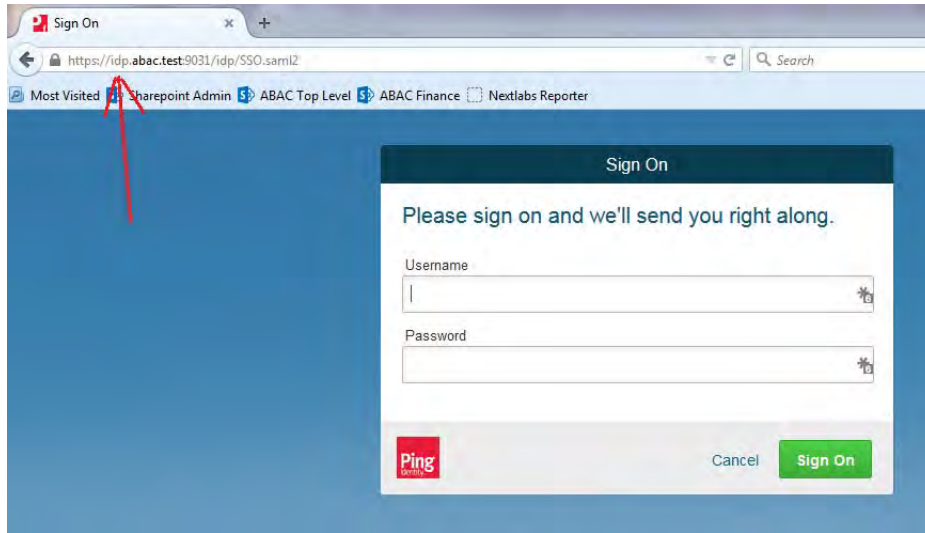 Sign On
https://idp.abac.test:9031/idp/SSO.saml2
Search
Most Visited Sharepoint Admin ABAC Top Level ABAC Finance Nextlabs Reporter
Sign On
Please sign on and we'll send you right along.
Username
Password
Ping
Identity
Cancel Sign On